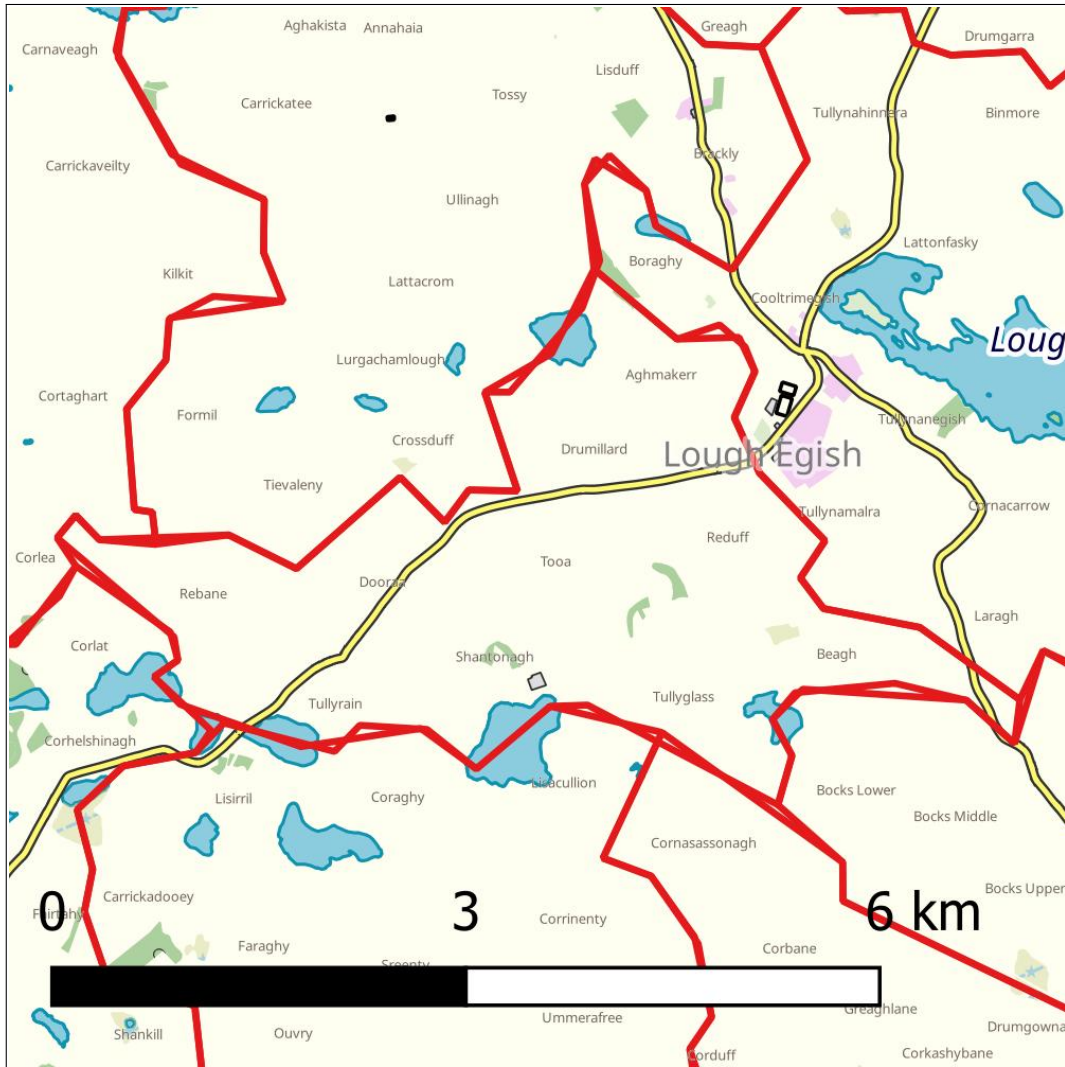 Aghakista
Annahaia
Greagh
Drumgarra
Carnaveagh
Lisduff
Tossy
Carrickatee
Tullynahinnera
Binmore
Brackly
Carrickaveilty
Ullinagh
Lattonfasky
Boraghy
Kilkit
Lattacrom
Cooltrimegish
Loug
Lurgachamlough
Aghmakerr
Cortaghart
Formil
Tullynanegish
Crossduff
Drumillard
Lough Egish
Tievaleny
Cornacarrow
Tullynamalra
Reduff
Corlea
Tooa
Dooraa
Rebane
Laragh
Corlat
Shantonagh
Beagh
Tullyglass
Tullyrain
Corhelshinagh
Lisacullion
Bocks Lower
Lisirril
Coraghy
Bocks Middle
Cornasassonagh
Bocks Upper
Carrickadooey
0 3 6 km
Fairtahy
Corrinenty
Faraghy
Corbane
Sreenty
Greaghlane
Ummerafree
Drumgowna
Shankill
Ouvry
Corduff
Corkashybane